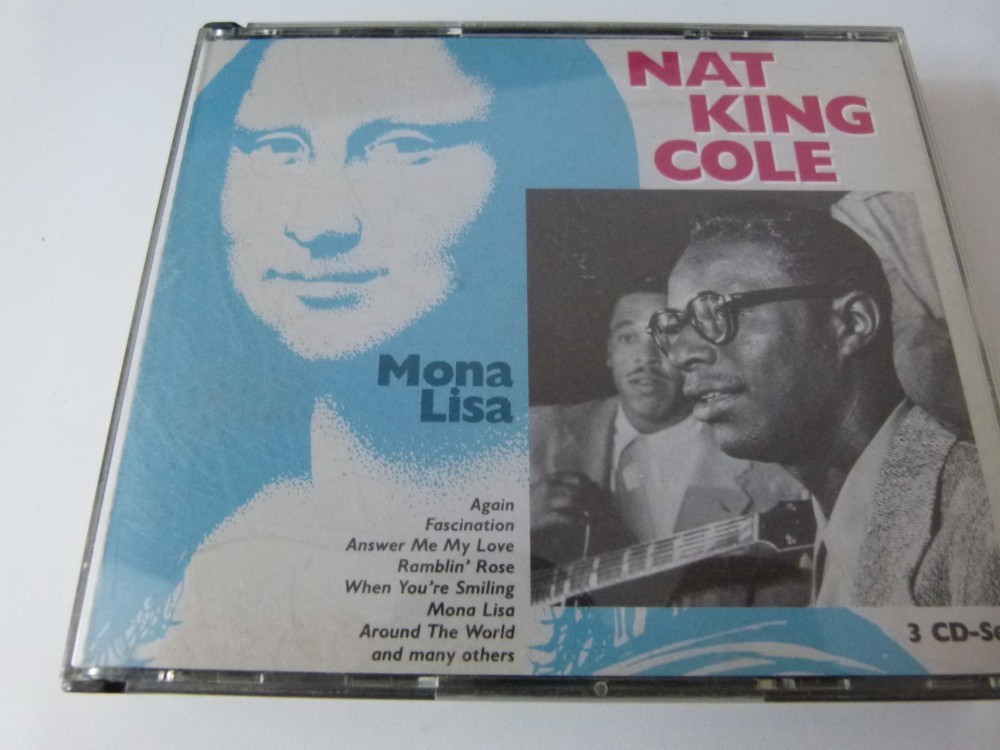 NAT
KING
COLE
Mona
Lisa
Again
Fascination
Answer Me My Love
Ramblin' Rose
When You're Smiling
Mona Lisa
Around The World
and many others
3 CD-Se